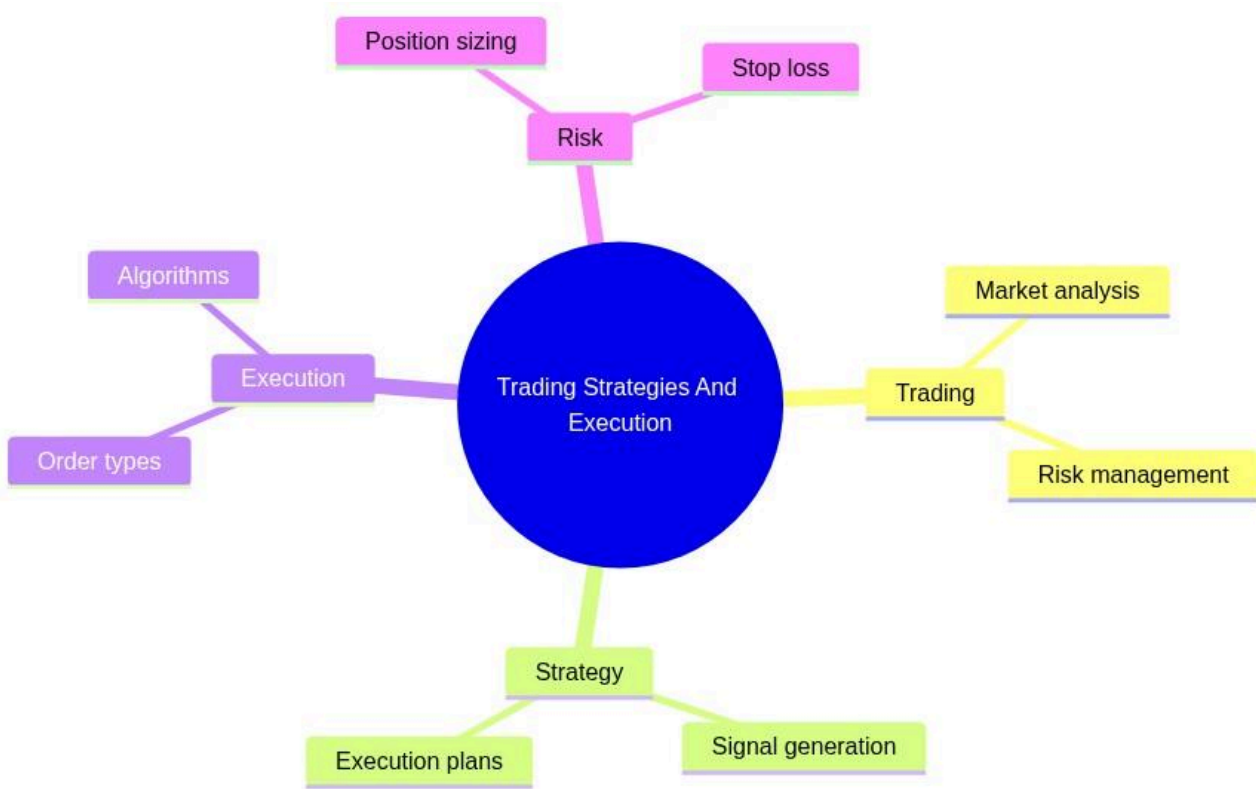 Position sizing
Stop loss
Risk
Algorithms
Market analysis
Execution
Trading Strategies And
Execution
Trading
Order types
Risk management
Strategy
Signal generation
Execution plans